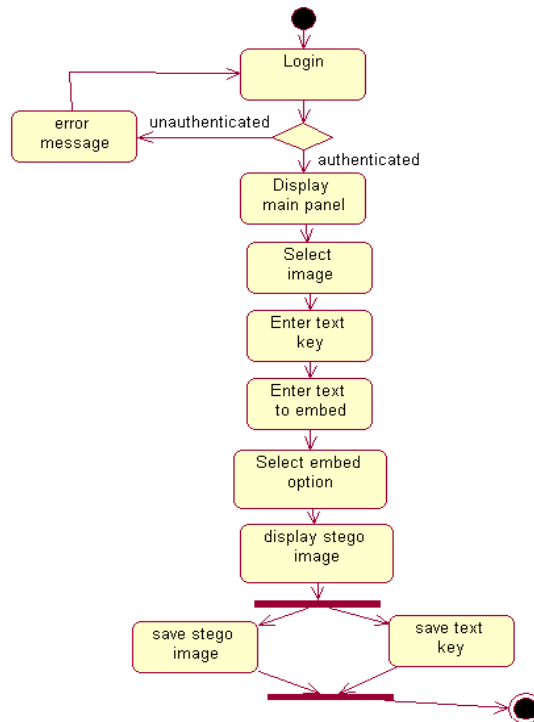 Login
unauthenticated
error
message
authenticated
Display
main panel
Select
image
Enter text
key
Enter text
to embed
Select embed
option
display stego
image
save stego
image
save text
key